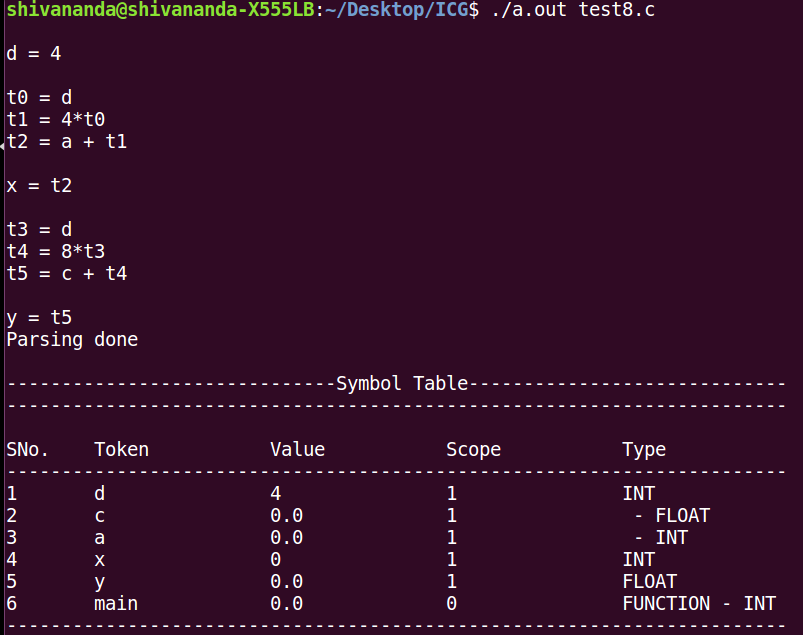 shivananda@shivananda-X555LB:~/Desktop/ICG$ ./a.out test8.c
d = 4
t0 = d
t1 = 4*t0
t2 = a + t1
x = t2
t3 = d
t4 = 8*t3
t5 = c + t4
y = t5
Parsing done
------------------------------Symbol Table-----------------------------
-----------------------------------------------------------------------
SNo. Token Value Scope Type
-----------------------------------------------------------------------
1 d 4 1 INT
2 c 0.0 1 - FLOAT
3 a 0.0 1 - INT
4 x 0 1 INT
5 y 0.0 1 FLOAT
6 main 0.0 0 FUNCTION - INT
-----------------------------------------------------------------------